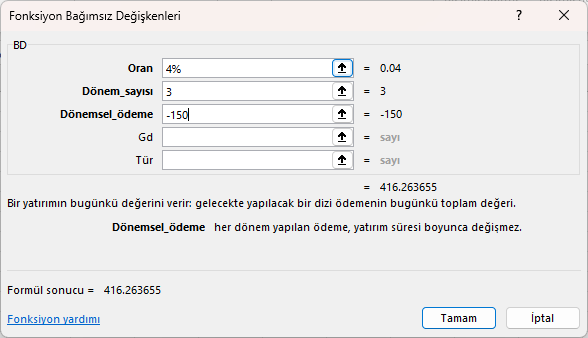 Fonksiyon Bağımsız Değişkenleri ? ×
BD
Oran 4% = 0.04
Dönem_sayısı 3 = 3
Dönemsel_ödeme -150 = -150
Gd = sayı
Tür = sayı
= 416.263655
Bir yatırımın bugünkü değerini verir: gelecekte yapılacak bir dizi ödemenin bugünkü toplam değeri.
Dönemsel_ödeme her dönem yapılan ödeme, yatırım süresi boyunca değişmez.
Formül sonucu = 416.263655
Fonksiyon yardımı Tamam İptal